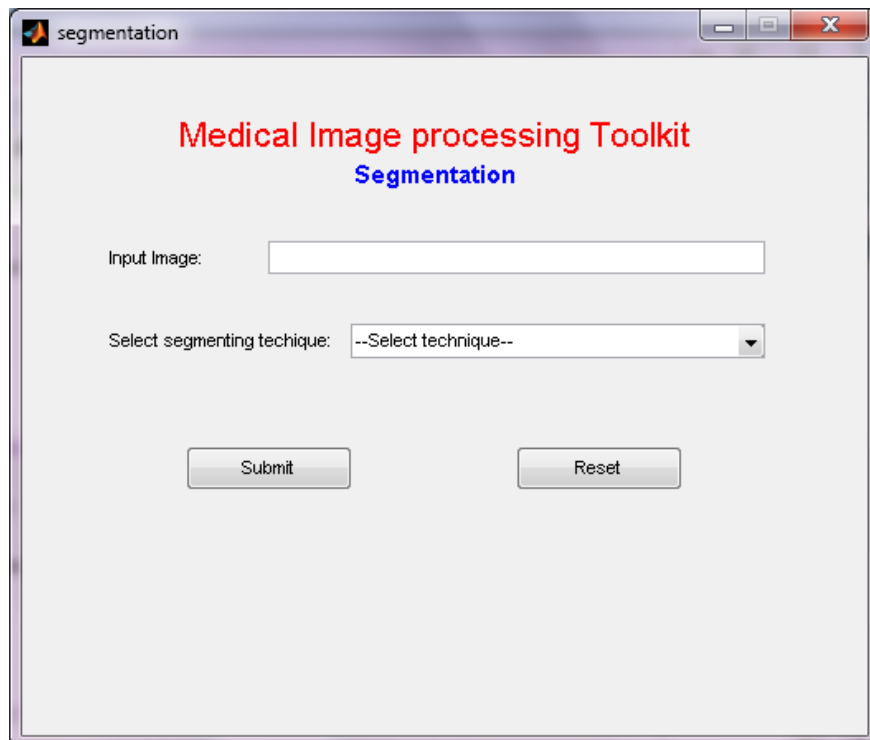 segmentation
Medical Image processing Toolkit
Segmentation
Input Image:
Select segmenting techique: --Select technique--
Submit Reset